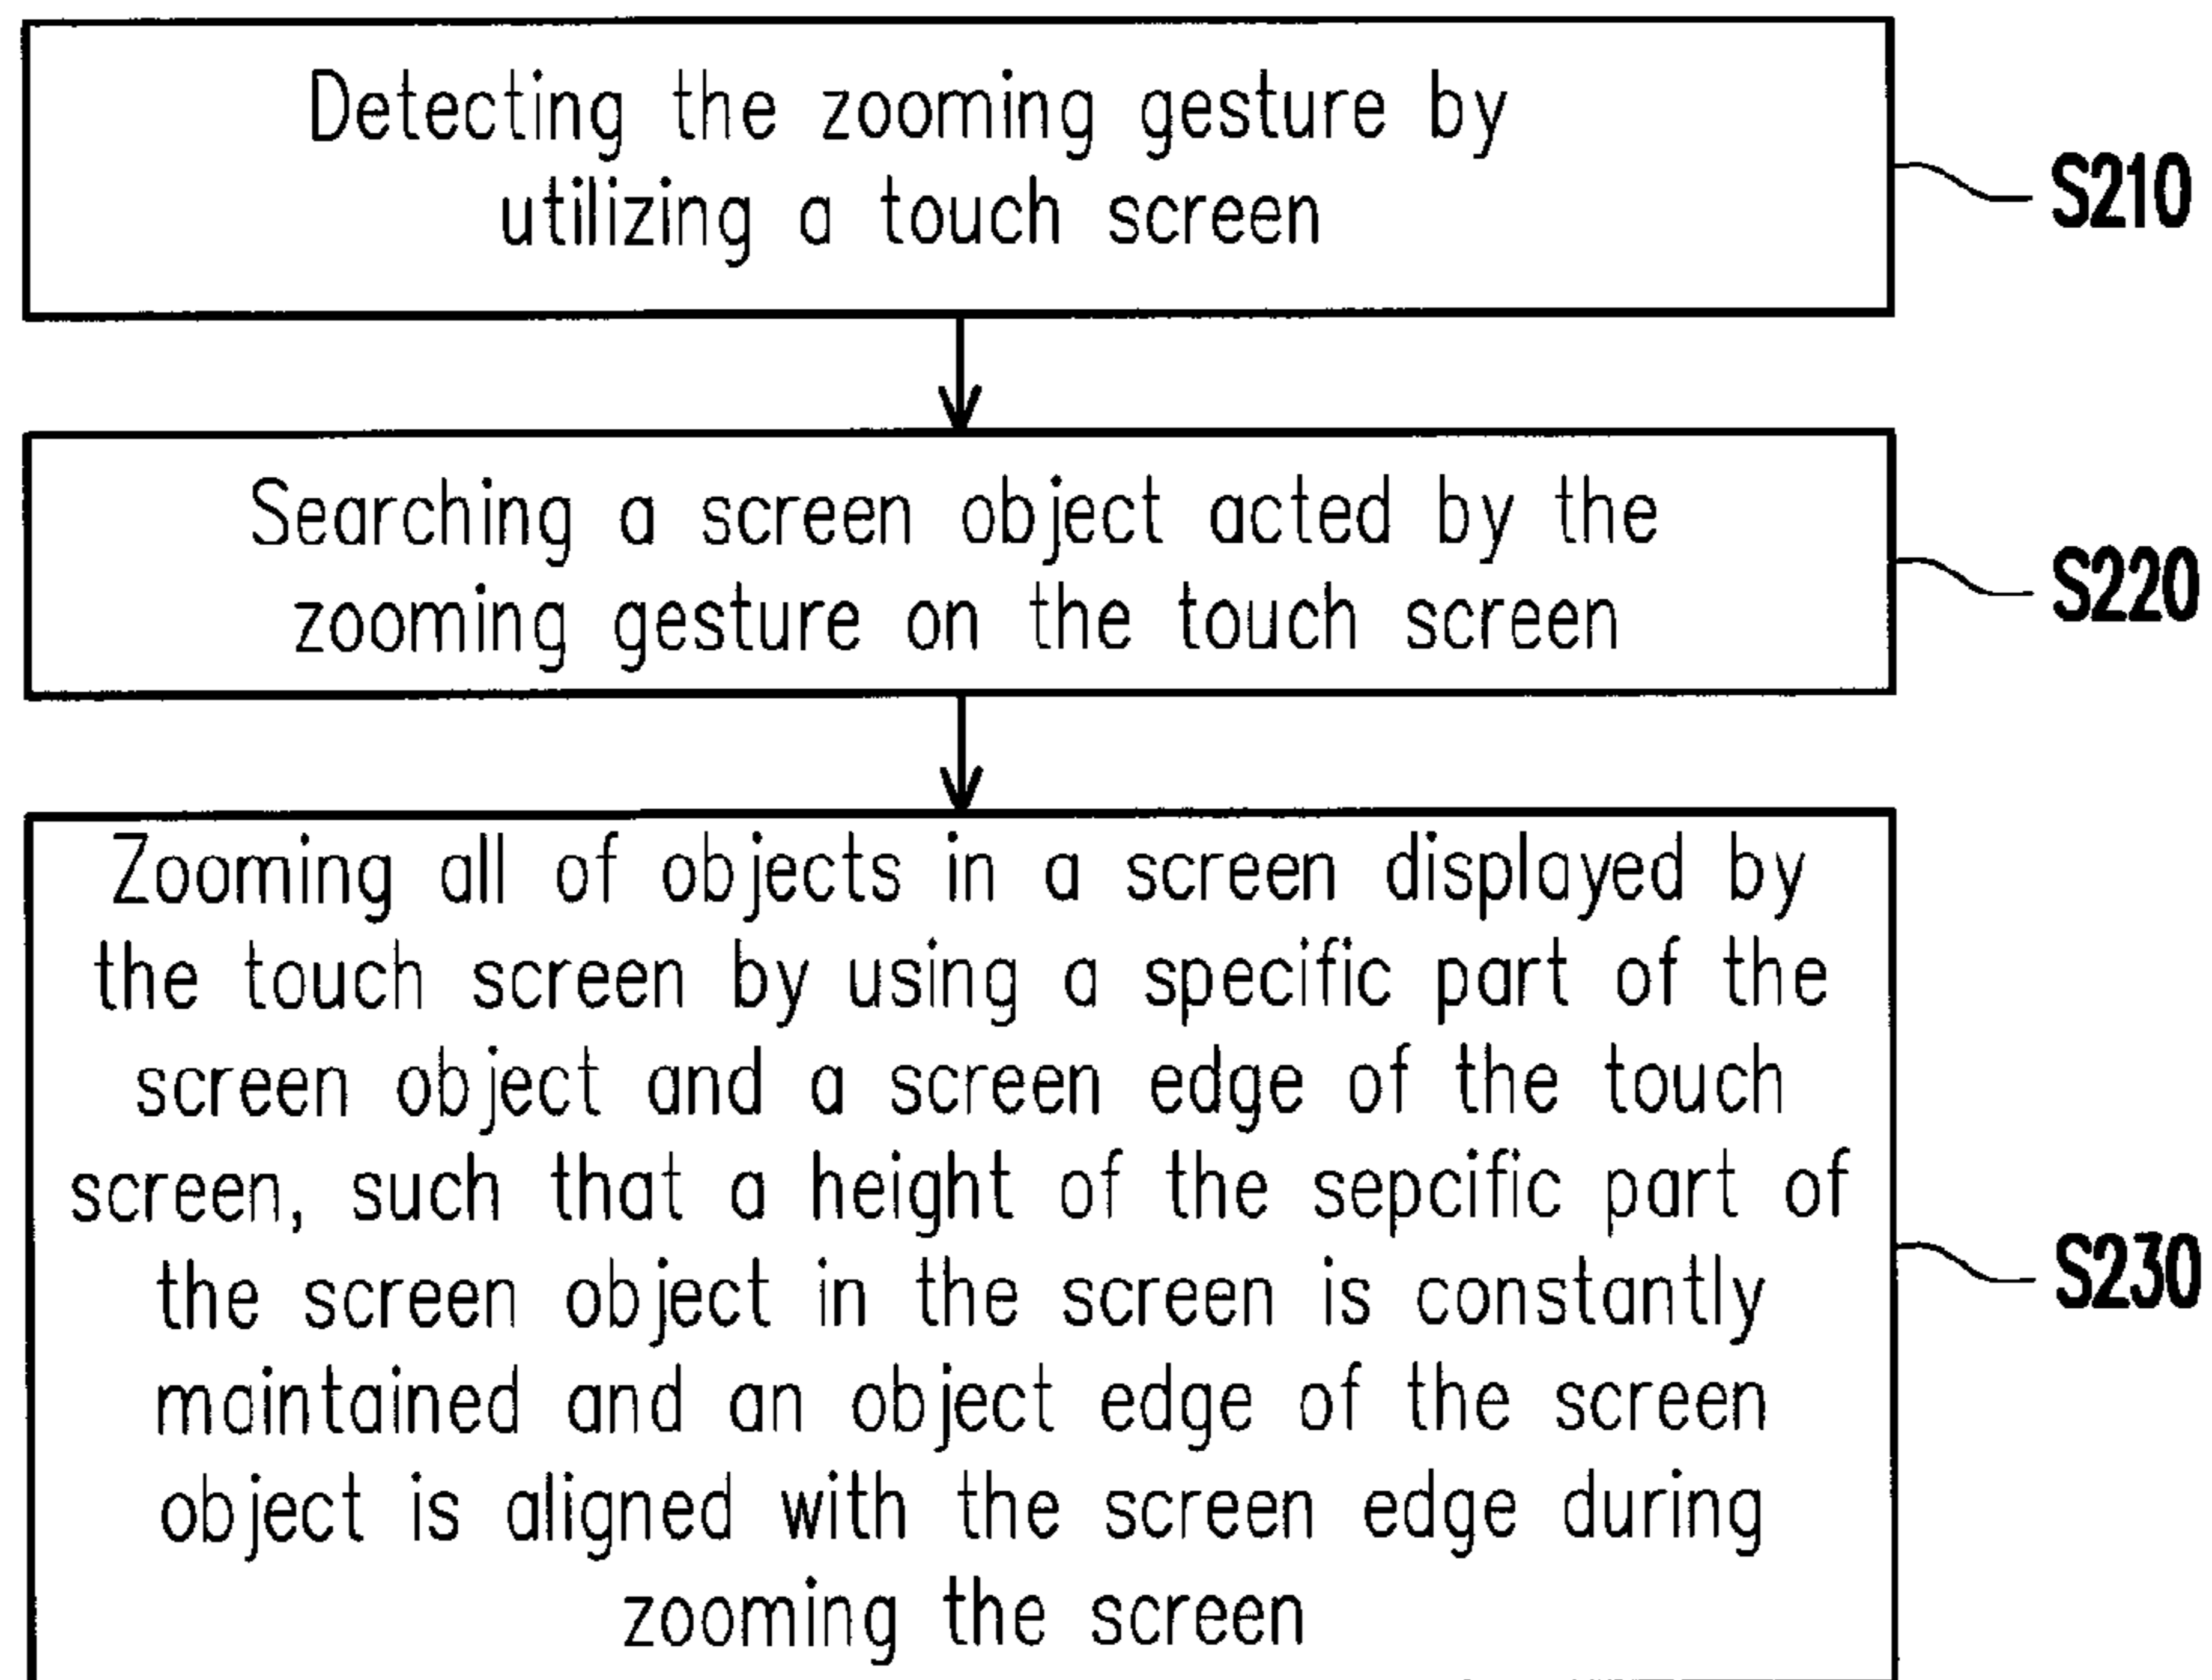 Detecting the zooming gesture by
utilizing a touch screen
S210
Searching a screen object acted by the
zooming gesture on the touch screen
S220
Zooming all of objects in a screen displayed by
the touch screen by using a specific part of the
screen object and a screen edge of the touch
screen, such that a height of the sepcific part of
the screen object in the screen is constantly
maintained and an object edge of the screen
object is aligned with the screen edge during
zooming the screen
S230